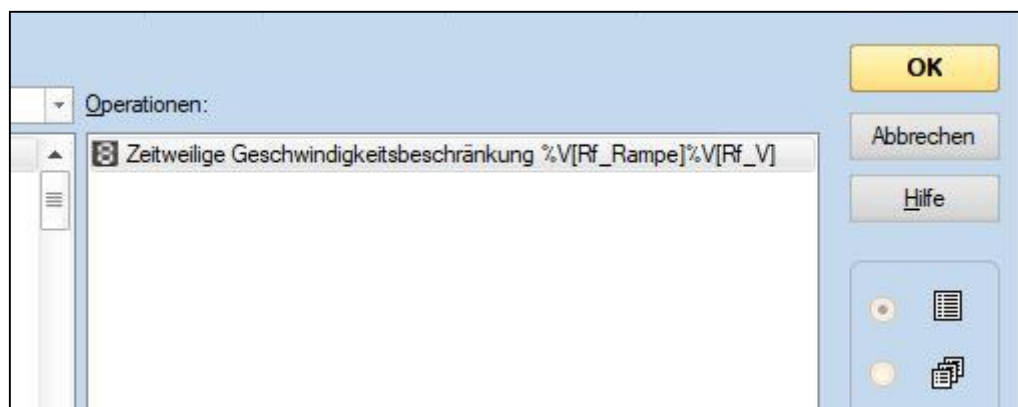 OK
Operationen:
Abbrechen
Zeitweilige Geschwindigkeitsbeschränkung %V[Rf_Rampe]%V[Rf_V]
Hilfe